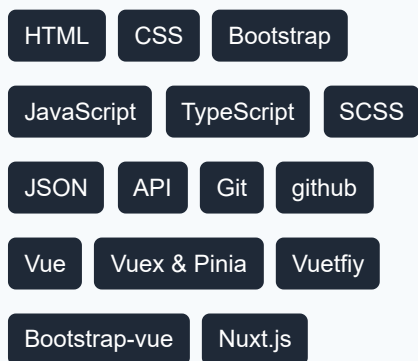 HTML CSS Bootstrap
JavaScript TypeScript SCSS
JSON API Git github
Vue Vuex & Pinia Vuetfiy
Bootstrap-vue Nuxt.js